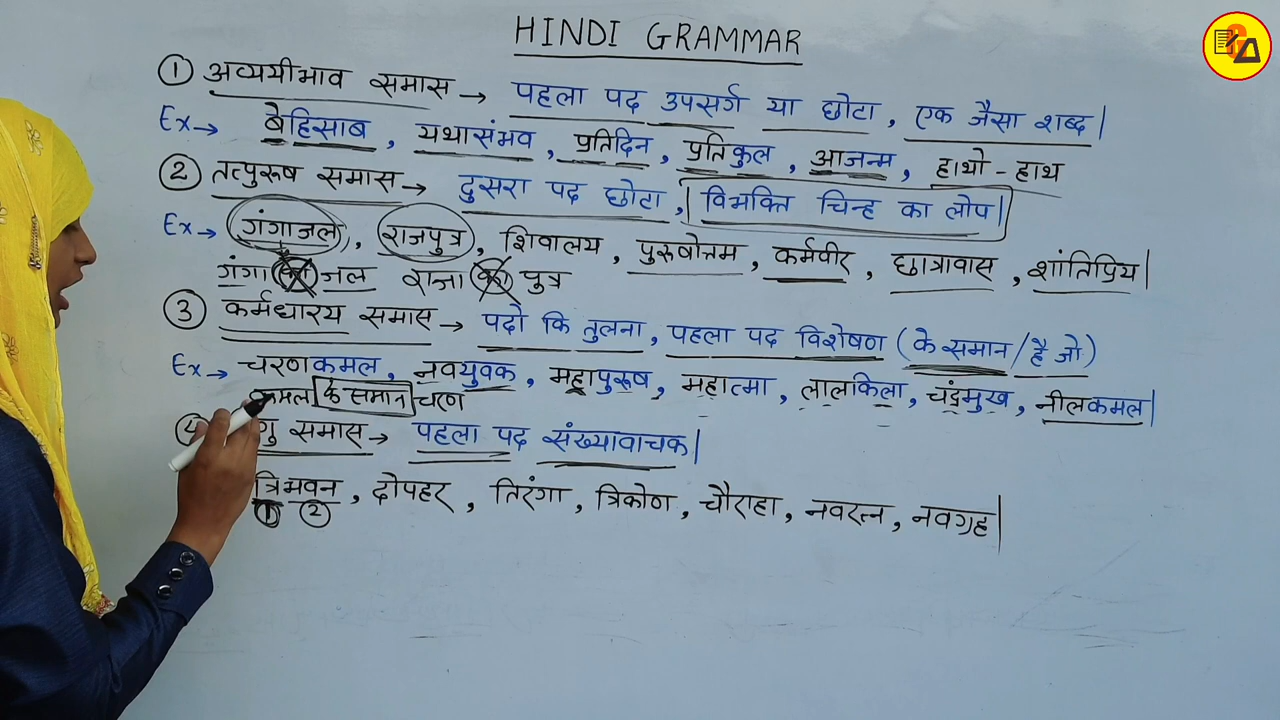 HINDI GRAMMAR
① अव्ययीभाव समास → पहला पद उपसर्ग या छोटा, एक जैसा शब्द|
Ex → बेहिसाब, यथासंभव, प्रतिदिन, प्रतिकुल, आजन्म, हाथो - हाथ
② तत्पुरूष समास → दुसरा पद छोटा, विभक्ति चिन्ह का लोप|
Ex → गंगाजल, राजपुत्र, शिवालय, पुरूषोत्तम, कर्मवीर, छात्रावास, शांतिप्रिय|
गंगा का जल राजा का पुत्र
③ कर्मधारय समास → पदो कि तुलना, पहला पद विशेषण (के समान/है जो)
Ex → चरणकमल, नवयुवक, महापुरूष, महात्मा, लालकिला, चंद्रमुख, नीलकमल|
कमल के समान चरण
④ गु समास → पहला पद संख्यावाचक|
त्रिभवन, दोपहर, तिरंगा, त्रिकोण, चौराहा, नवरत्न, नवग्रह|
① ②